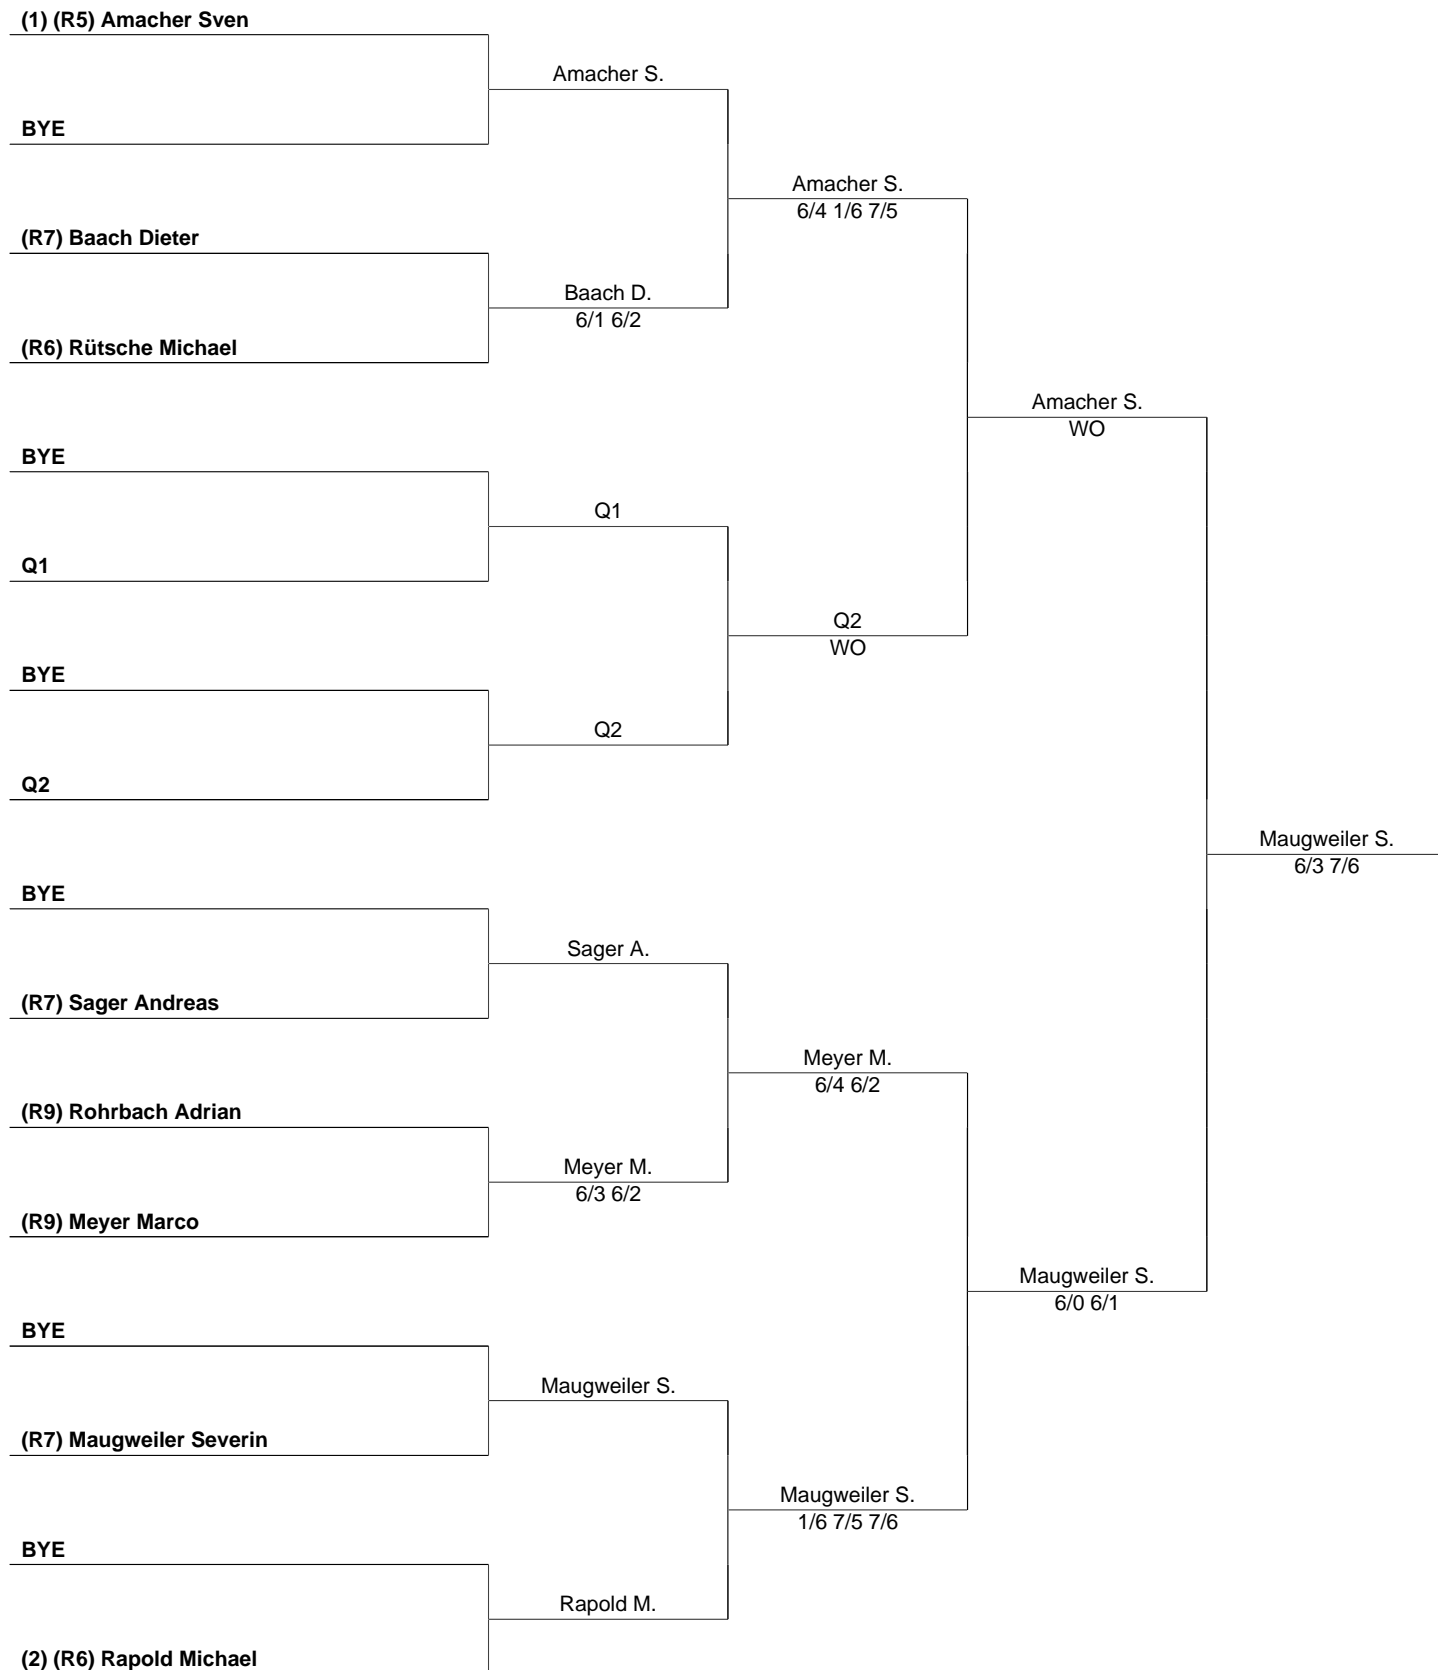 (1) (R5) Amacher Sven
Amacher S.
BYE
Amacher S.
6/4 1/6 7/5
(R7) Baach Dieter
Baach D.
6/1 6/2
(R6) Rütsche Michael
Amacher S.
WO
BYE
Q1
Q1
Q2
WO
BYE
Q2
Q2
Maugweiler S.
6/3 7/6
BYE
Sager A.
(R7) Sager Andreas
Meyer M.
6/4 6/2
(R9) Rohrbach Adrian
Meyer M.
6/3 6/2
(R9) Meyer Marco
Maugweiler S.
6/0 6/1
BYE
Maugweiler S.
(R7) Maugweiler Severin
Maugweiler S.
1/6 7/5 7/6
BYE
Rapold M.
(2) (R6) Rapold Michael